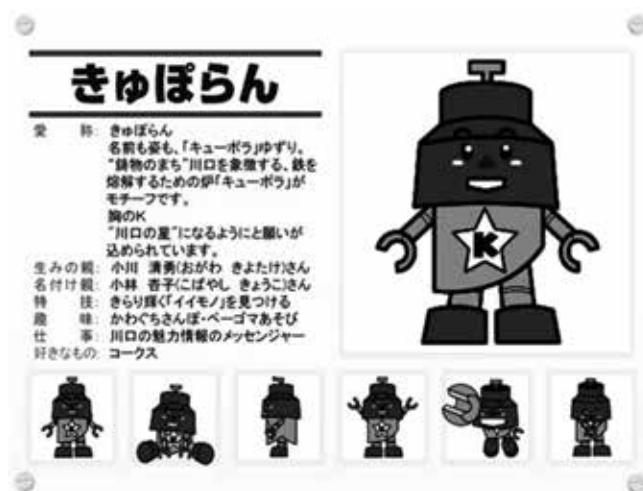 きゅぽらん
愛　称: きゅぽらん
名前も姿も、「キューポラ」ゆずり。
“鋳物のまち”川口を象徴する、鉄を
溶解するための炉「キューポラ」が
モチーフです。
胸のK
“川口の星”になるようにと願いが
込められています。
生みの親: 小川　清勇(おがわ　きよたけ)さん
名付け親: 小林　杏子(こばやし　きょうこ)さん
特　技: きらり輝く「イイモノ」を見つける
趣　味: かわぐちさんぽ・ベーゴマあそび
仕　事: 川口の魅力情報のメッセンジャー
好きなもの: コークス
K